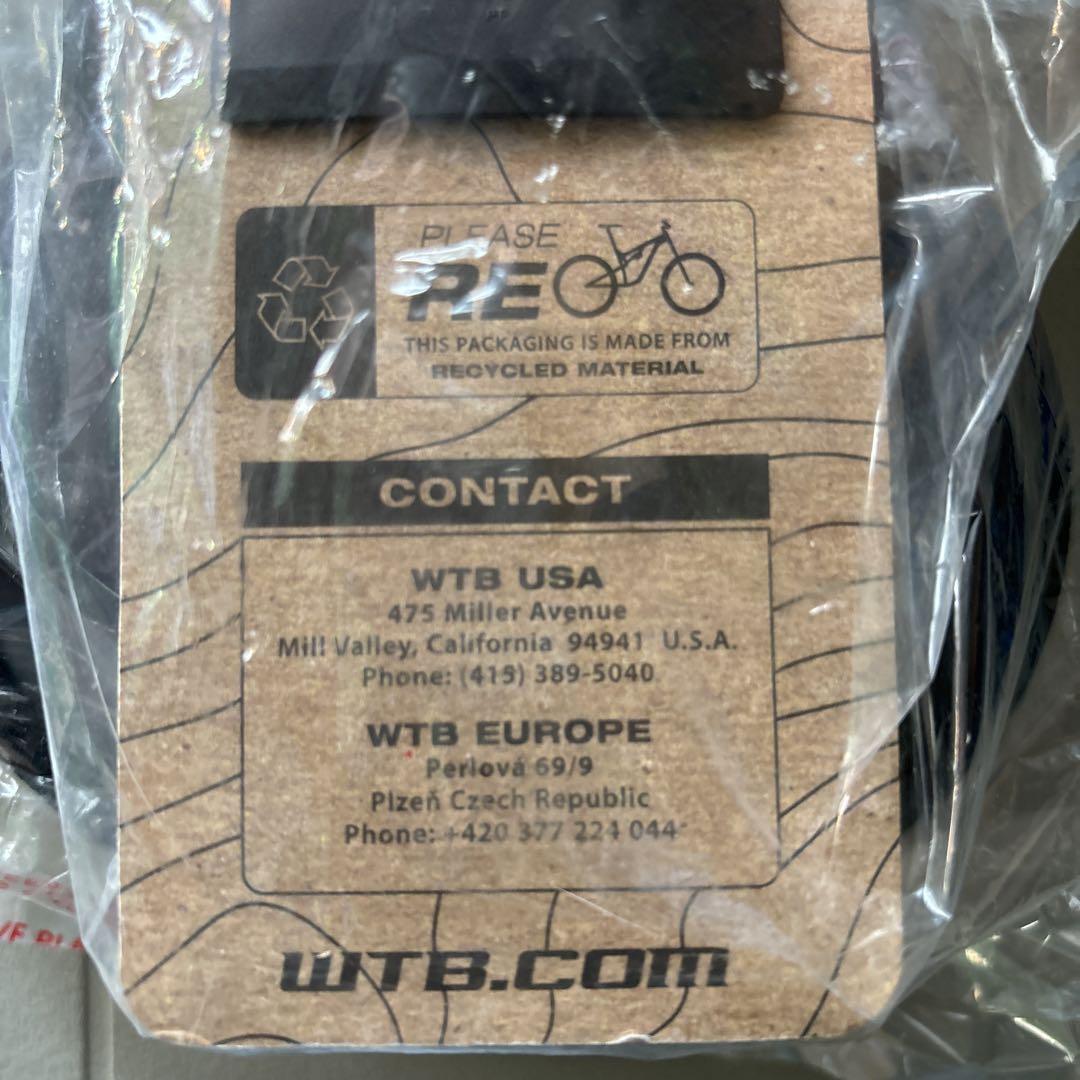 PLEASE
RE
THIS PACKAGING IS MADE FROM
RECYCLED MATERIAL
CONTACT
WTB USA
475 Miller Avenue
Mill Valley, California 94941 U.S.A.
Phone: (415) 389-5040
WTB EUROPE
Perlová 69/9
Plzeň Czech Republic
Phone: +420 377 224 044
WTB.COM